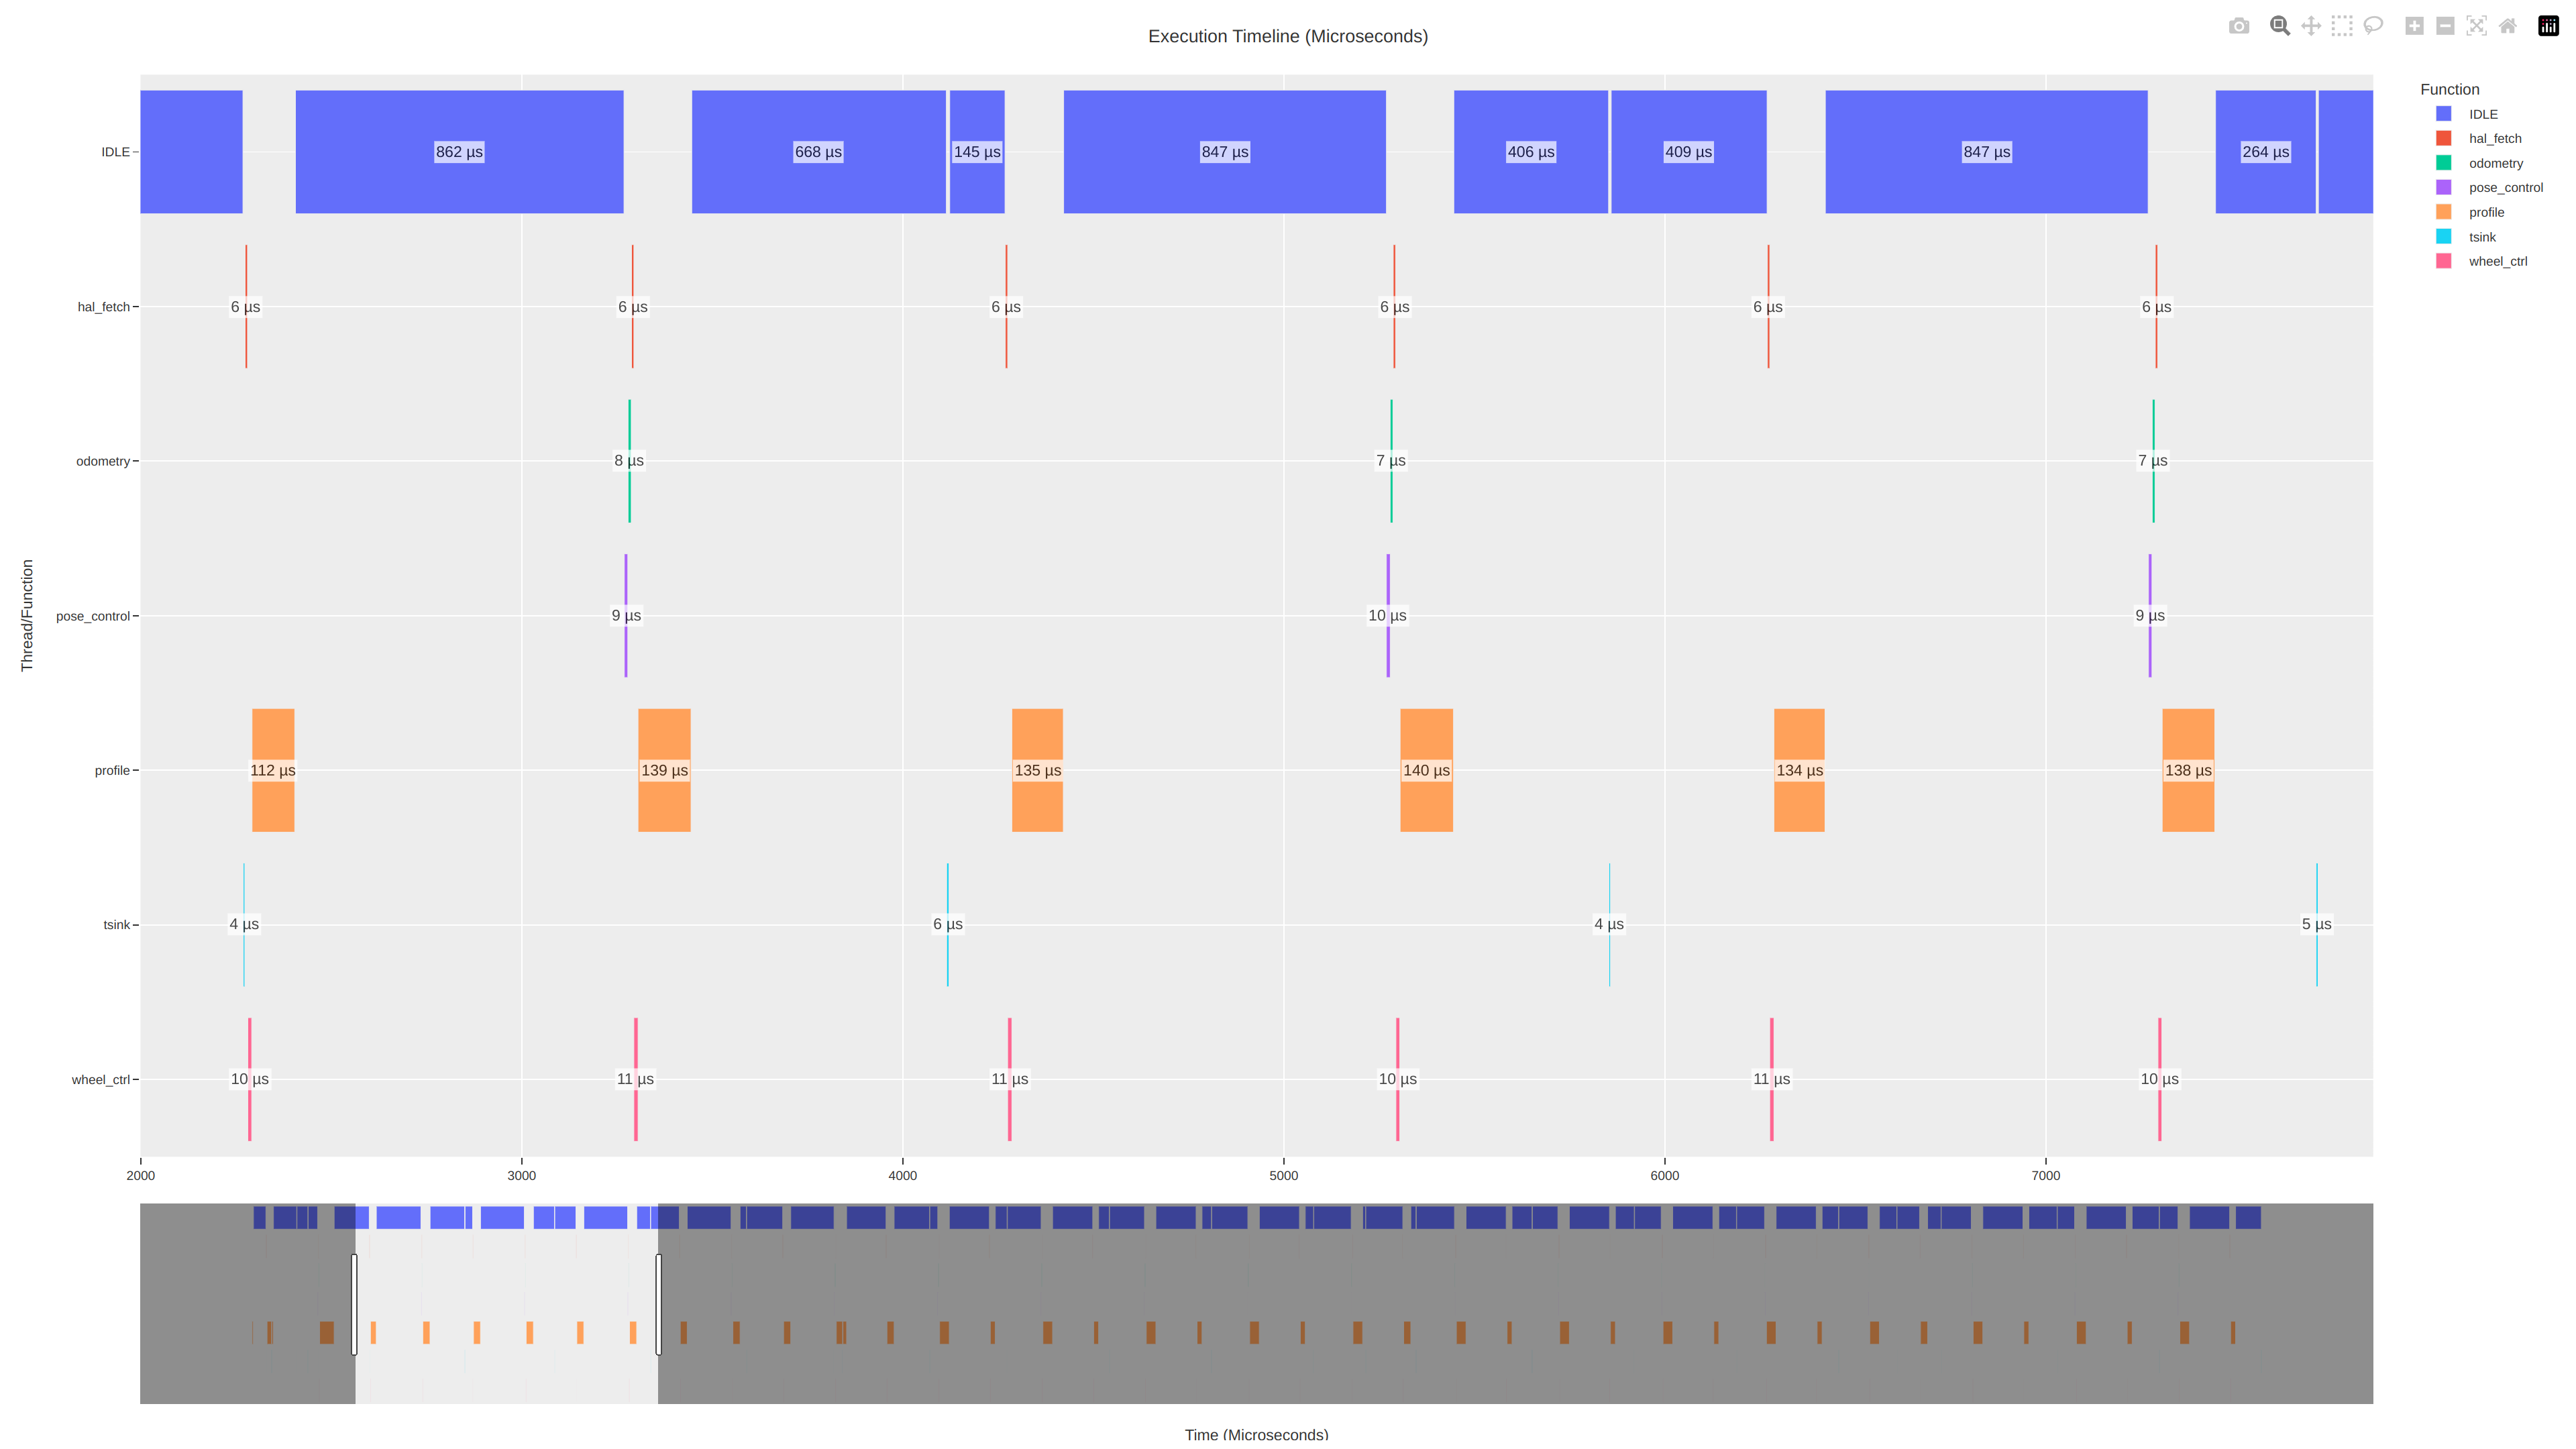 Execution Timeline (Microseconds)
Function
IDLE
hal_fetch
odometry
pose_control
profile
tsink
wheel_ctrl
Thread/Function
IDLE
862 µs
668 µs
145 µs
847 µs
406 µs
409 µs
847 µs
264 µs
hal_fetch
6 µs
6 µs
6 µs
6 µs
6 µs
6 µs
odometry
8 µs
7 µs
7 µs
pose_control
9 µs
10 µs
9 µs
profile
112 µs
139 µs
135 µs
140 µs
134 µs
138 µs
tsink
4 µs
6 µs
4 µs
5 µs
wheel_ctrl
10 µs
11 µs
11 µs
10 µs
11 µs
10 µs
2000
3000
4000
5000
6000
7000
Time (Microseconds)